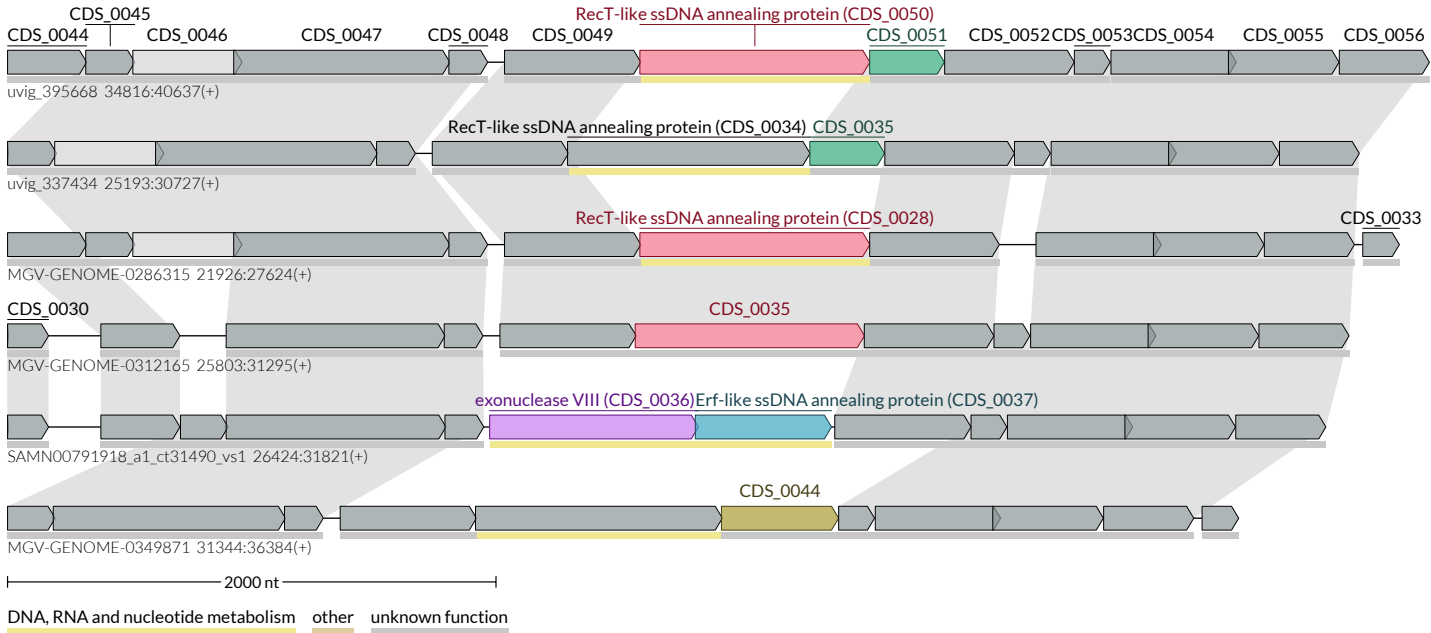 CDS_0045 RecT-like ssDNA annealing protein (CDS_0050)
CDS_0044 CDS_0046 CDS_0047 CDS_0048 CDS_0049 CDS_0051 CDS_0052 CDS_0053 CDS_0054 CDS_0055 CDS_0056
uvig_395668 34816:40637(+)
RecT-like ssDNA annealing protein (CDS_0034) CDS_0035
uvig_337434 25193:30727(+)
RecT-like ssDNA annealing protein (CDS_0028) CDS_0033
MGV-GENOME-0286315 21926:27624(+)
CDS_0030 CDS_0035
MGV-GENOME-0312165 25803:31295(+)
exonuclease VIII (CDS_0036) Erf-like ssDNA annealing protein (CDS_0037)
SAMN00791918_a1_ct31490_vs1 26424:31821(+)
CDS_0044
MGV-GENOME-0349871 31344:36384(+)
2000 nt
DNA, RNA and nucleotide metabolism other unknown function